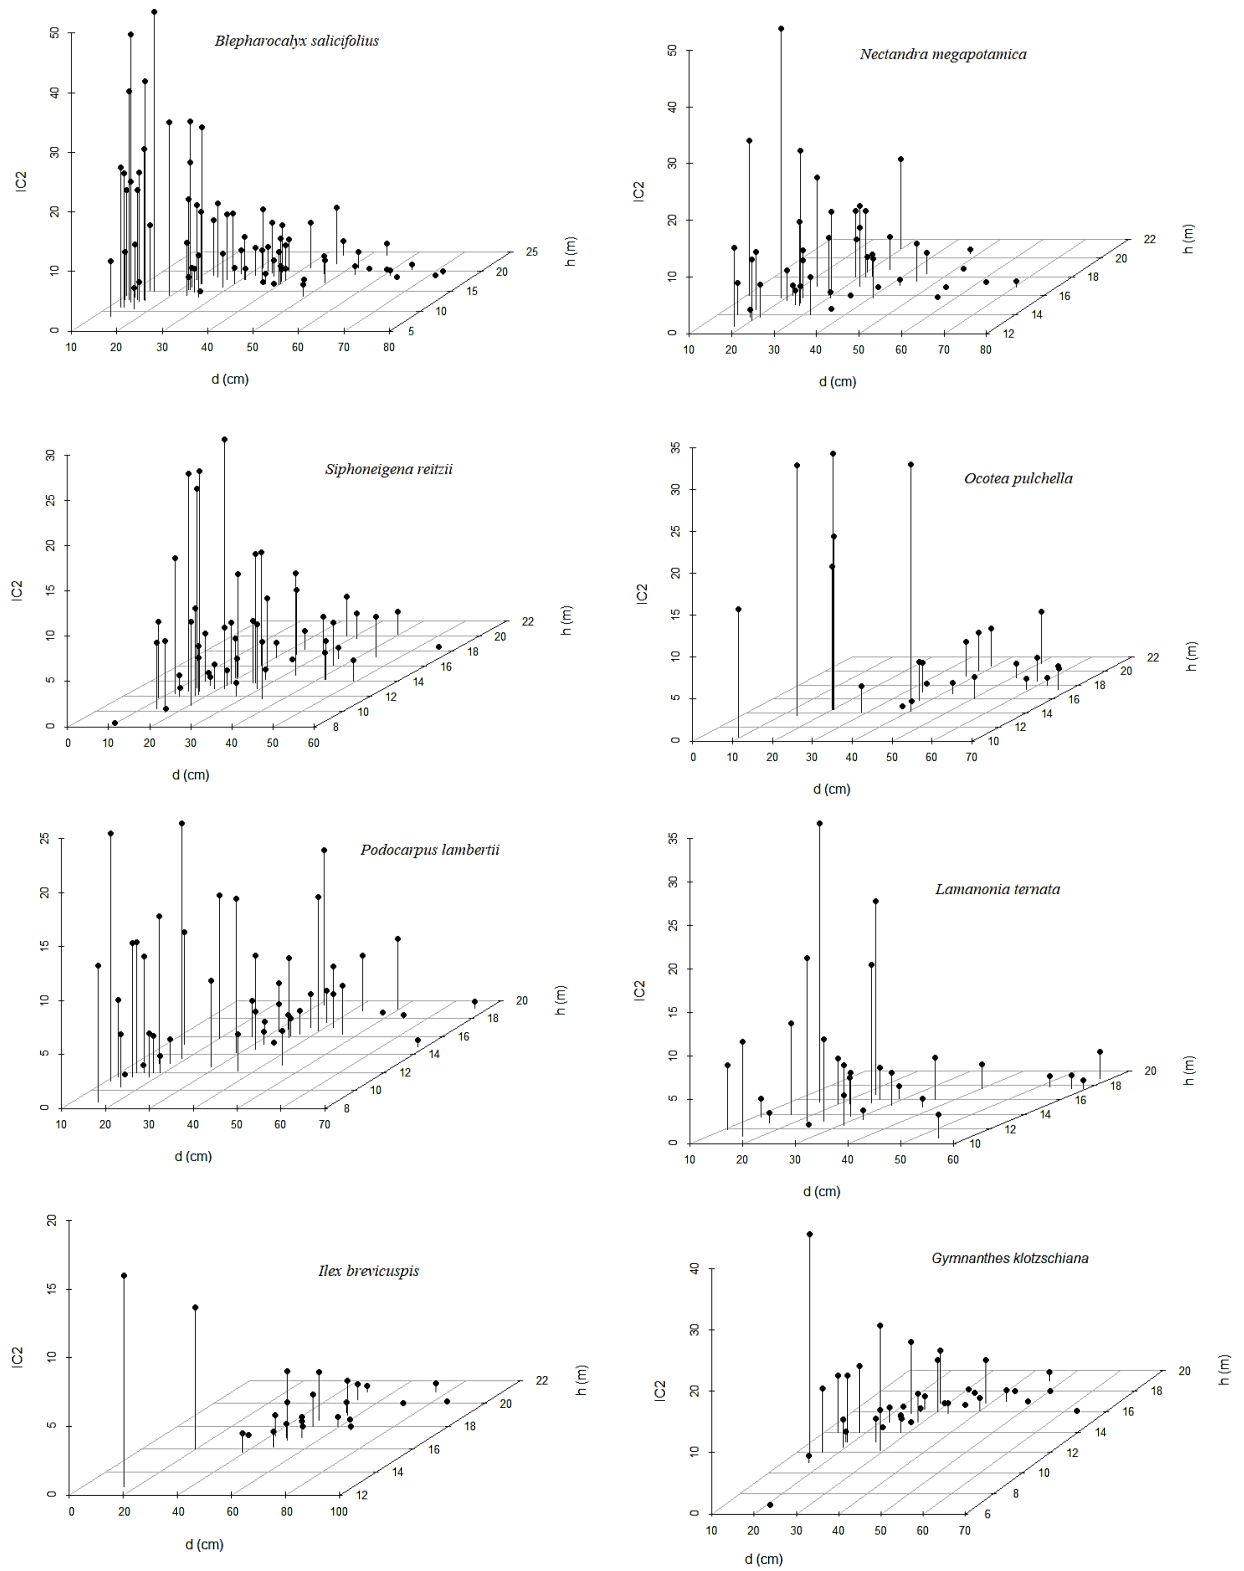 Blepharocalyx salicifolius
IC2
0 10 20 30 40 50
10 20 30 40 50 60 70 80
d (cm)
5 10 15 20 25
h (m)
Nectandra megapotamica
IC2
0 10 20 30 40 50
10 20 30 40 50 60 70 80
d (cm)
12 14 16 18 20 22
h (m)
Siphoneigena reitzii
IC2
0 5 10 15 20 25 30
0 10 20 30 40 50 60
d (cm)
8 10 12 14 16 18 20 22
h (m)
Ocotea pulchella
IC2
0 5 10 15 20 25 30 35
0 10 20 30 40 50 60 70
d (cm)
10 12 14 16 18 20 22
h (m)
Podocarpus lambertii
IC2
0 5 10 15 20 25
10 20 30 40 50 60 70
d (cm)
8 10 12 14 16 18 20
h (m)
Lamanonia ternata
IC2
0 5 10 15 20 25 30 35
10 20 30 40 50 60
d (cm)
10 12 14 16 18 20
h (m)
Ilex brevicuspis
IC2
0 5 10 15 20
0 20 40 60 80 100
d (cm)
12 14 16 18 20 22
h (m)
Gymnanthes klotzschiana
IC2
0 10 20 30 40
10 20 30 40 50 60 70
d (cm)
6 8 10 12 14 16 18 20
h (m)